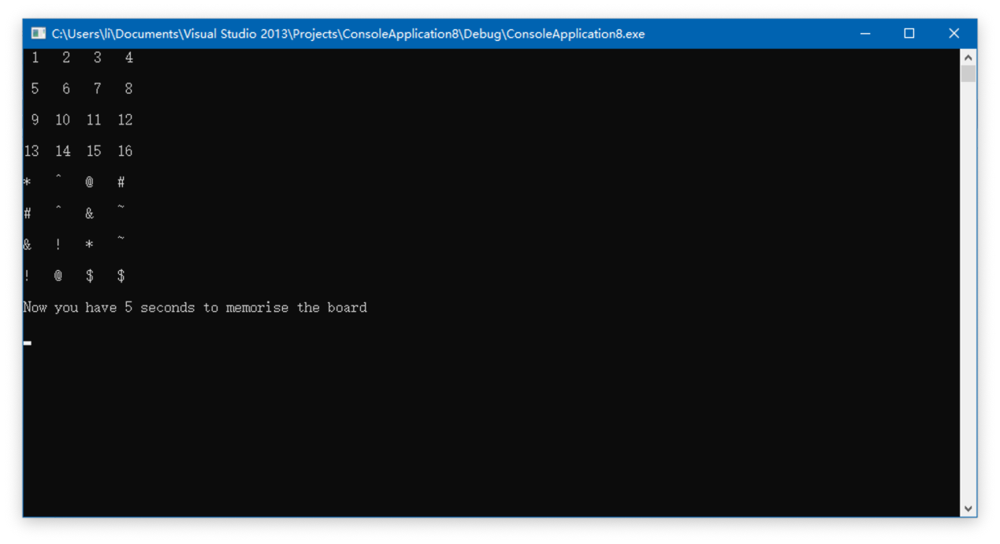 C:\Users\li\Documents\Visual Studio 2013\Projects\ConsoleApplication8\Debug\ConsoleApplication8.exe
1 2 3 4
5 6 7 8
9 10 11 12
13 14 15 16
* ^ @ #
# ^ & ~
& ! * ~
! @ $ $
Now you have 5 seconds to memorise the board